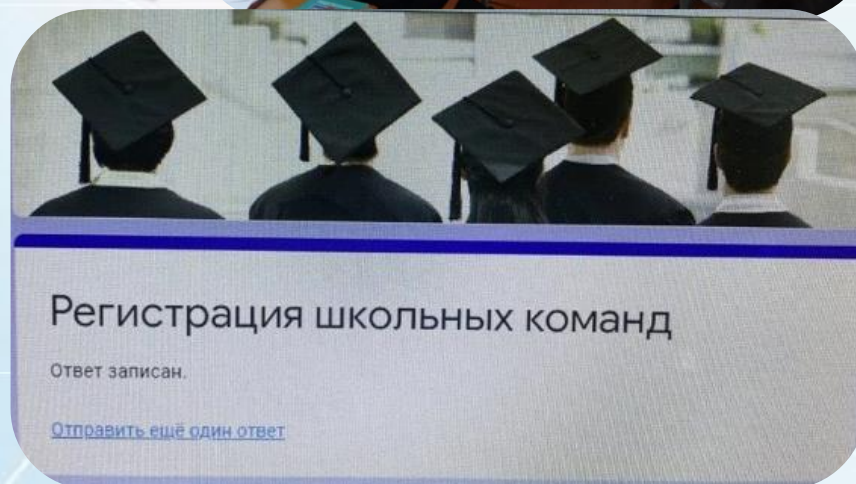 Регистрация школьных команд
Ответ записан.
Отправить ещё один ответ